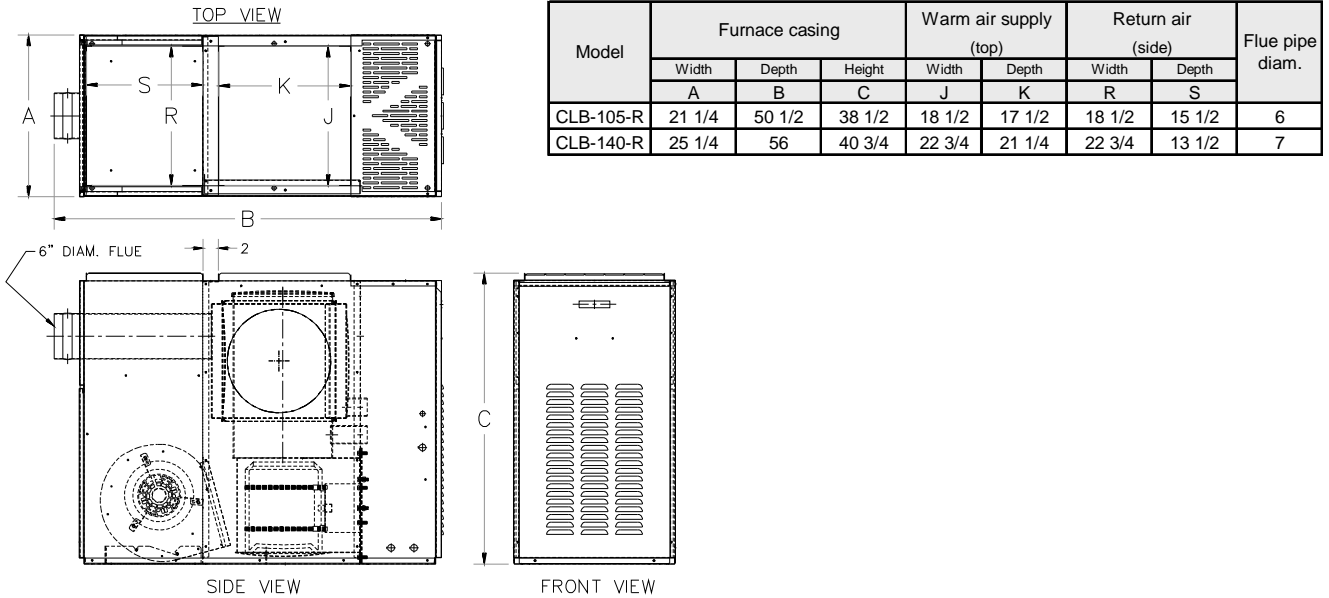 TOP VIEW
A
S
R
K
J
B
6" DIAM. FLUE
2
C
SIDE VIEW
FRONT VIEW
Model Furnace casing Warm air supply (top) Return air (side) Flue pipe diam.
Width Depth Height Width Depth Width Depth
A B C J K R S
CLB-105-R 21 1/4 50 1/2 38 1/2 18 1/2 17 1/2 18 1/2 15 1/2 6
CLB-140-R 25 1/4 56 40 3/4 22 3/4 21 1/4 22 3/4 13 1/2 7